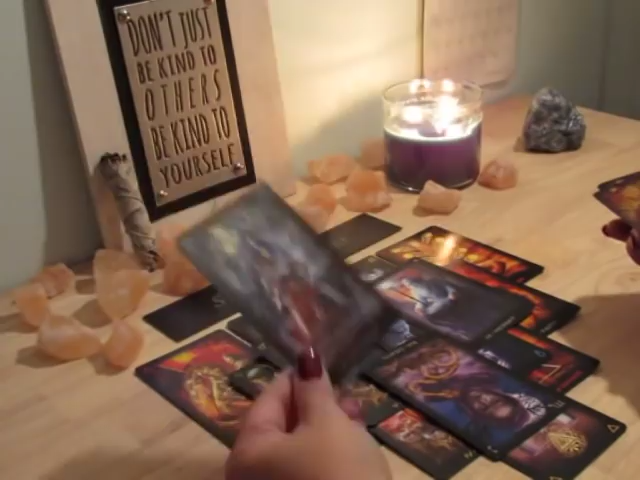 DON'T JUST
BE KIND TO
OTHERS
BE KIND TO
YOURSELF